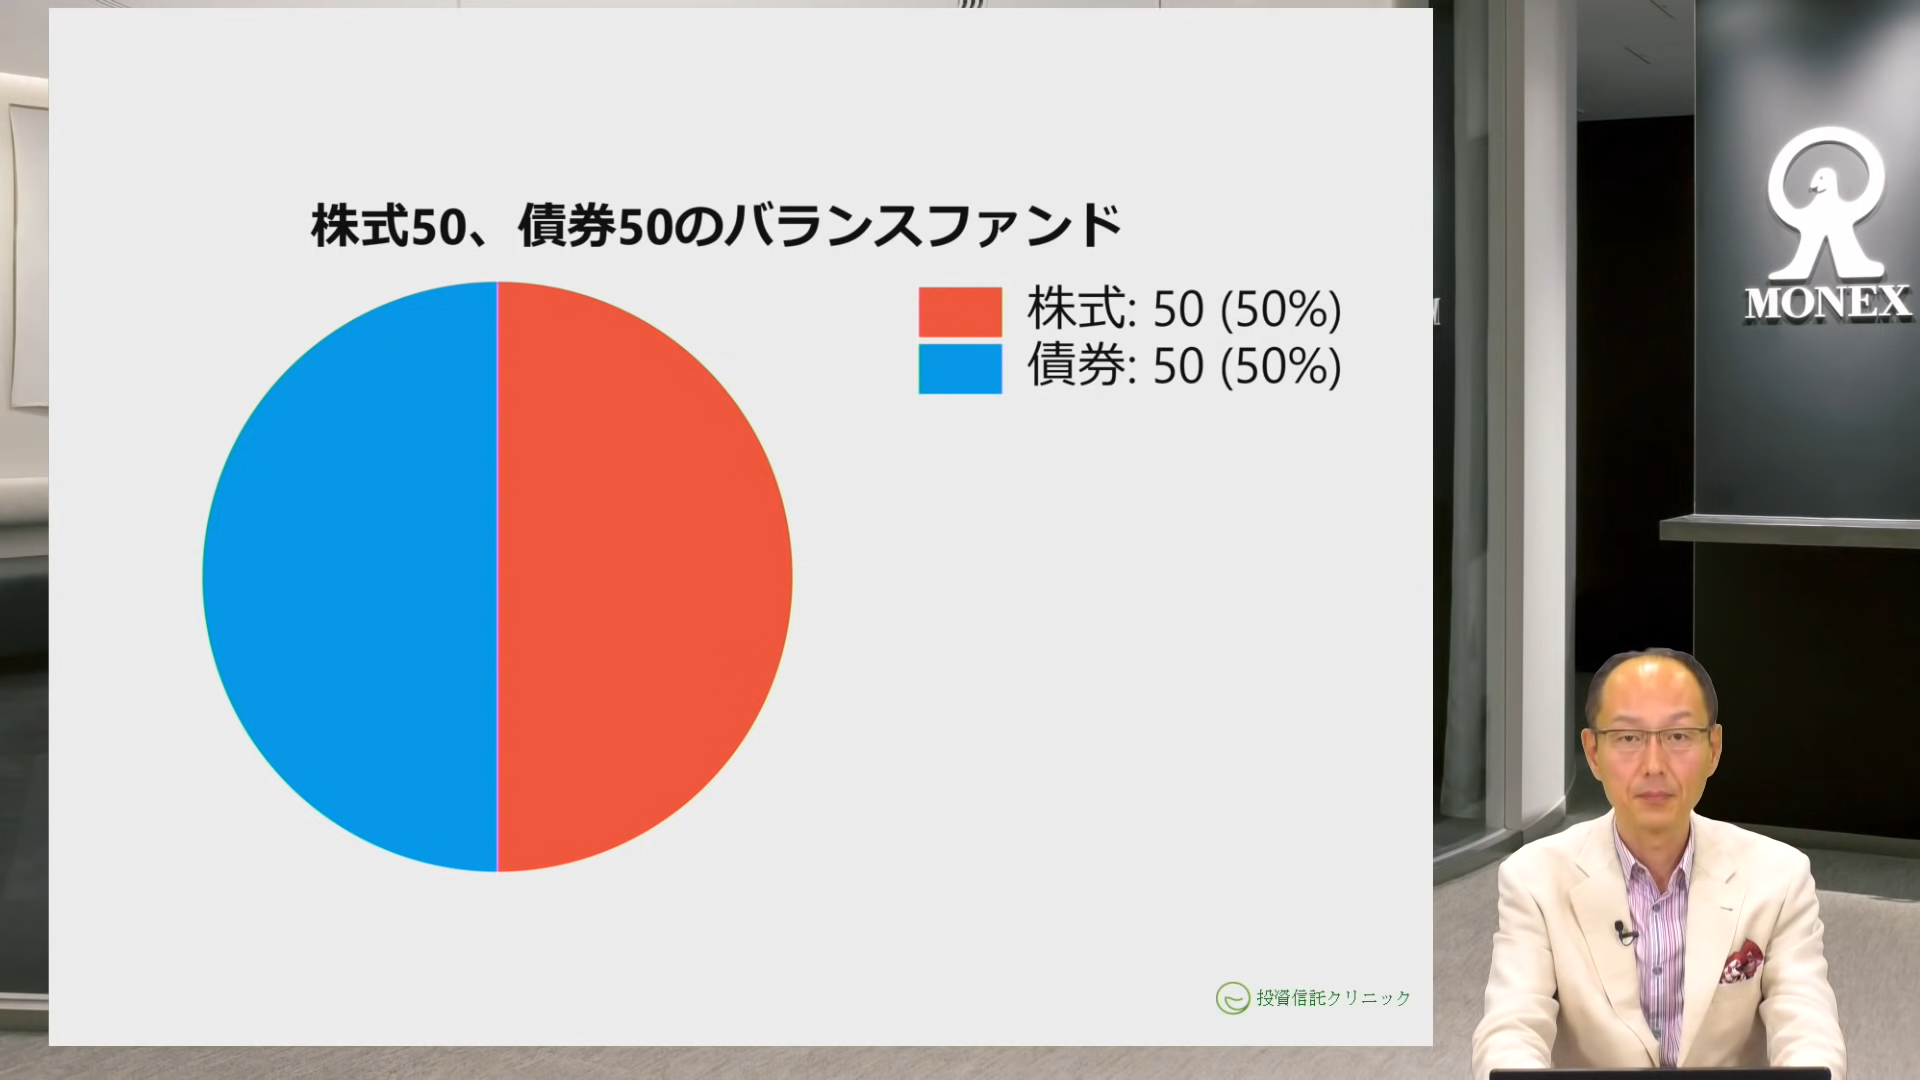 株式50、債券50のバランスファンド
株式: 50 (50%)
債券: 50 (50%)
MONEX
投資信託クリニック